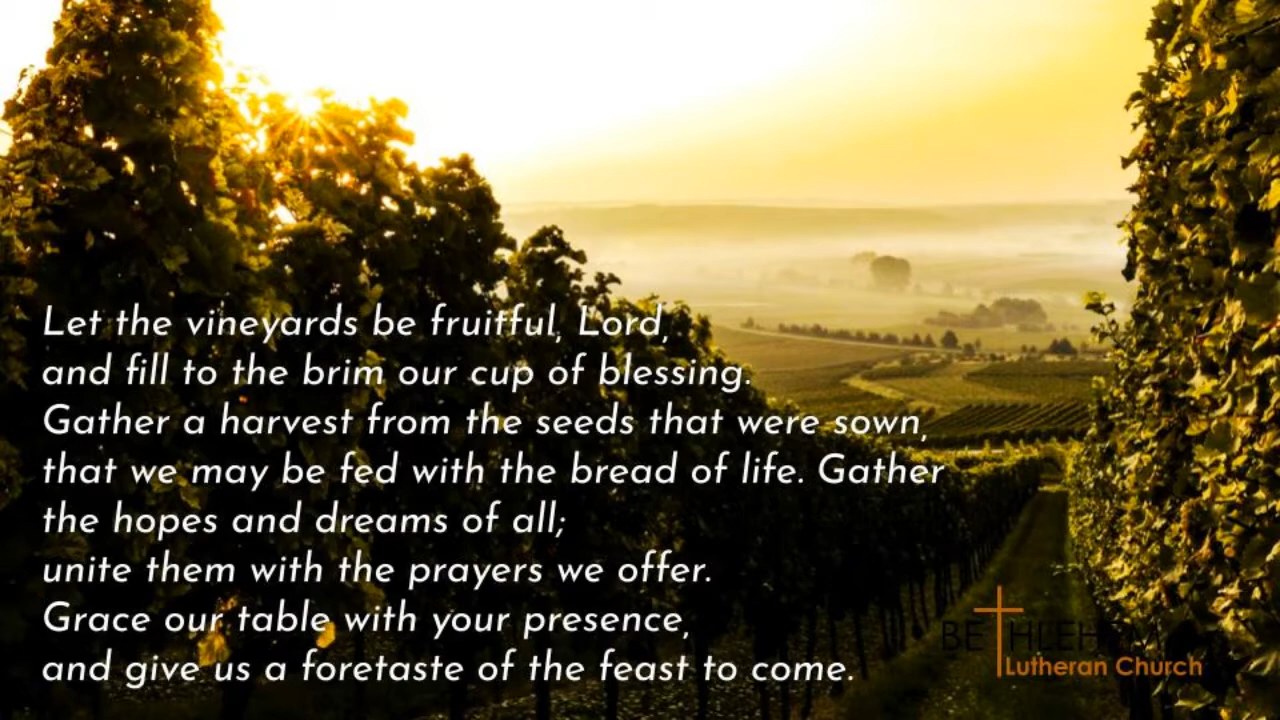 Let the vineyards be fruitful, Lord,
and fill to the brim our cup of blessing.
Gather a harvest from the seeds that were sown,
that we may be fed with the bread of life. Gather
the hopes and dreams of all;
unite them with the prayers we offer.
Grace our table with your presence,
and give us a foretaste of the feast to come.
BETHLEHEM
Lutheran Church